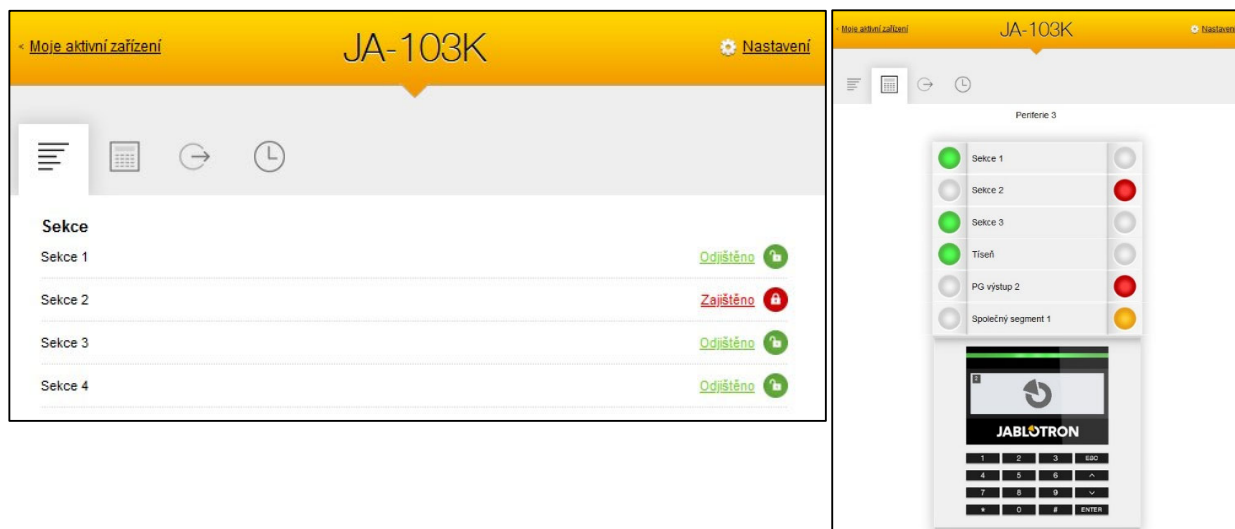 < Moje aktivní zařízení
JA-103K
Nastavení
Sekce
Sekce 1 Odjištěno
Sekce 2 Zajištěno
Sekce 3 Odjištěno
Sekce 4 Odjištěno
< Moje aktivní zařízení
JA-103K
Nastavení
Periferie 3
Sekce 1
Sekce 2
Sekce 3
Tíseň
PG výstup 2
Společný segment 1
JABLOTRON
1 2 3 ESC
4 5 6
7 8 9
* 0 # ENTER